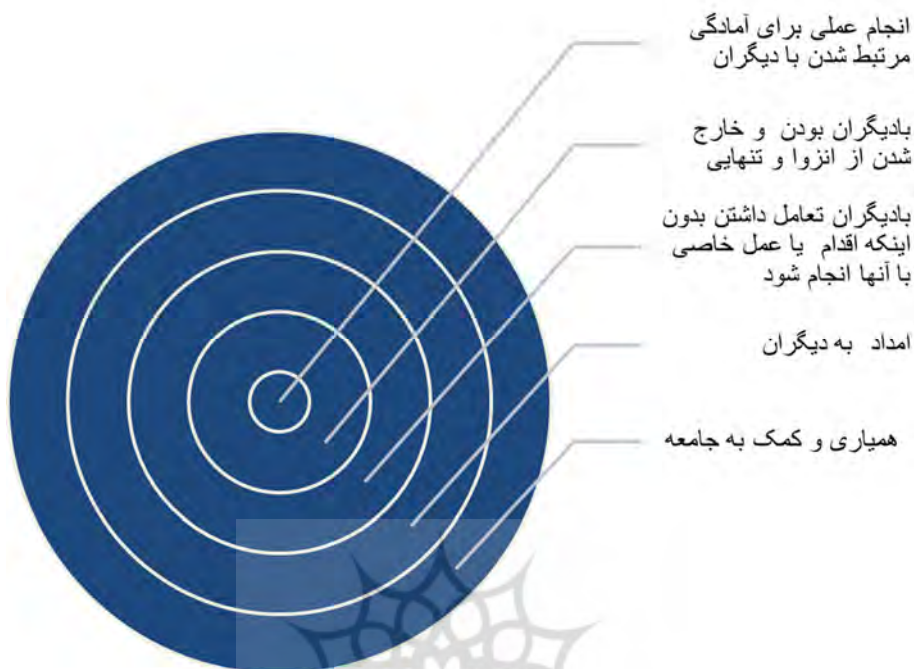 انجام عملی برای آمادگی
مرتبط شدن با دیگران
بادیگران بودن و خارج
شدن از انزوا و تنهایی
بادیگران تعامل داشتن بدون
اینکه اقدام یا عمل خاصی
با آنها انجام شود
امداد به دیگران
همیاری و کمک به جامعه